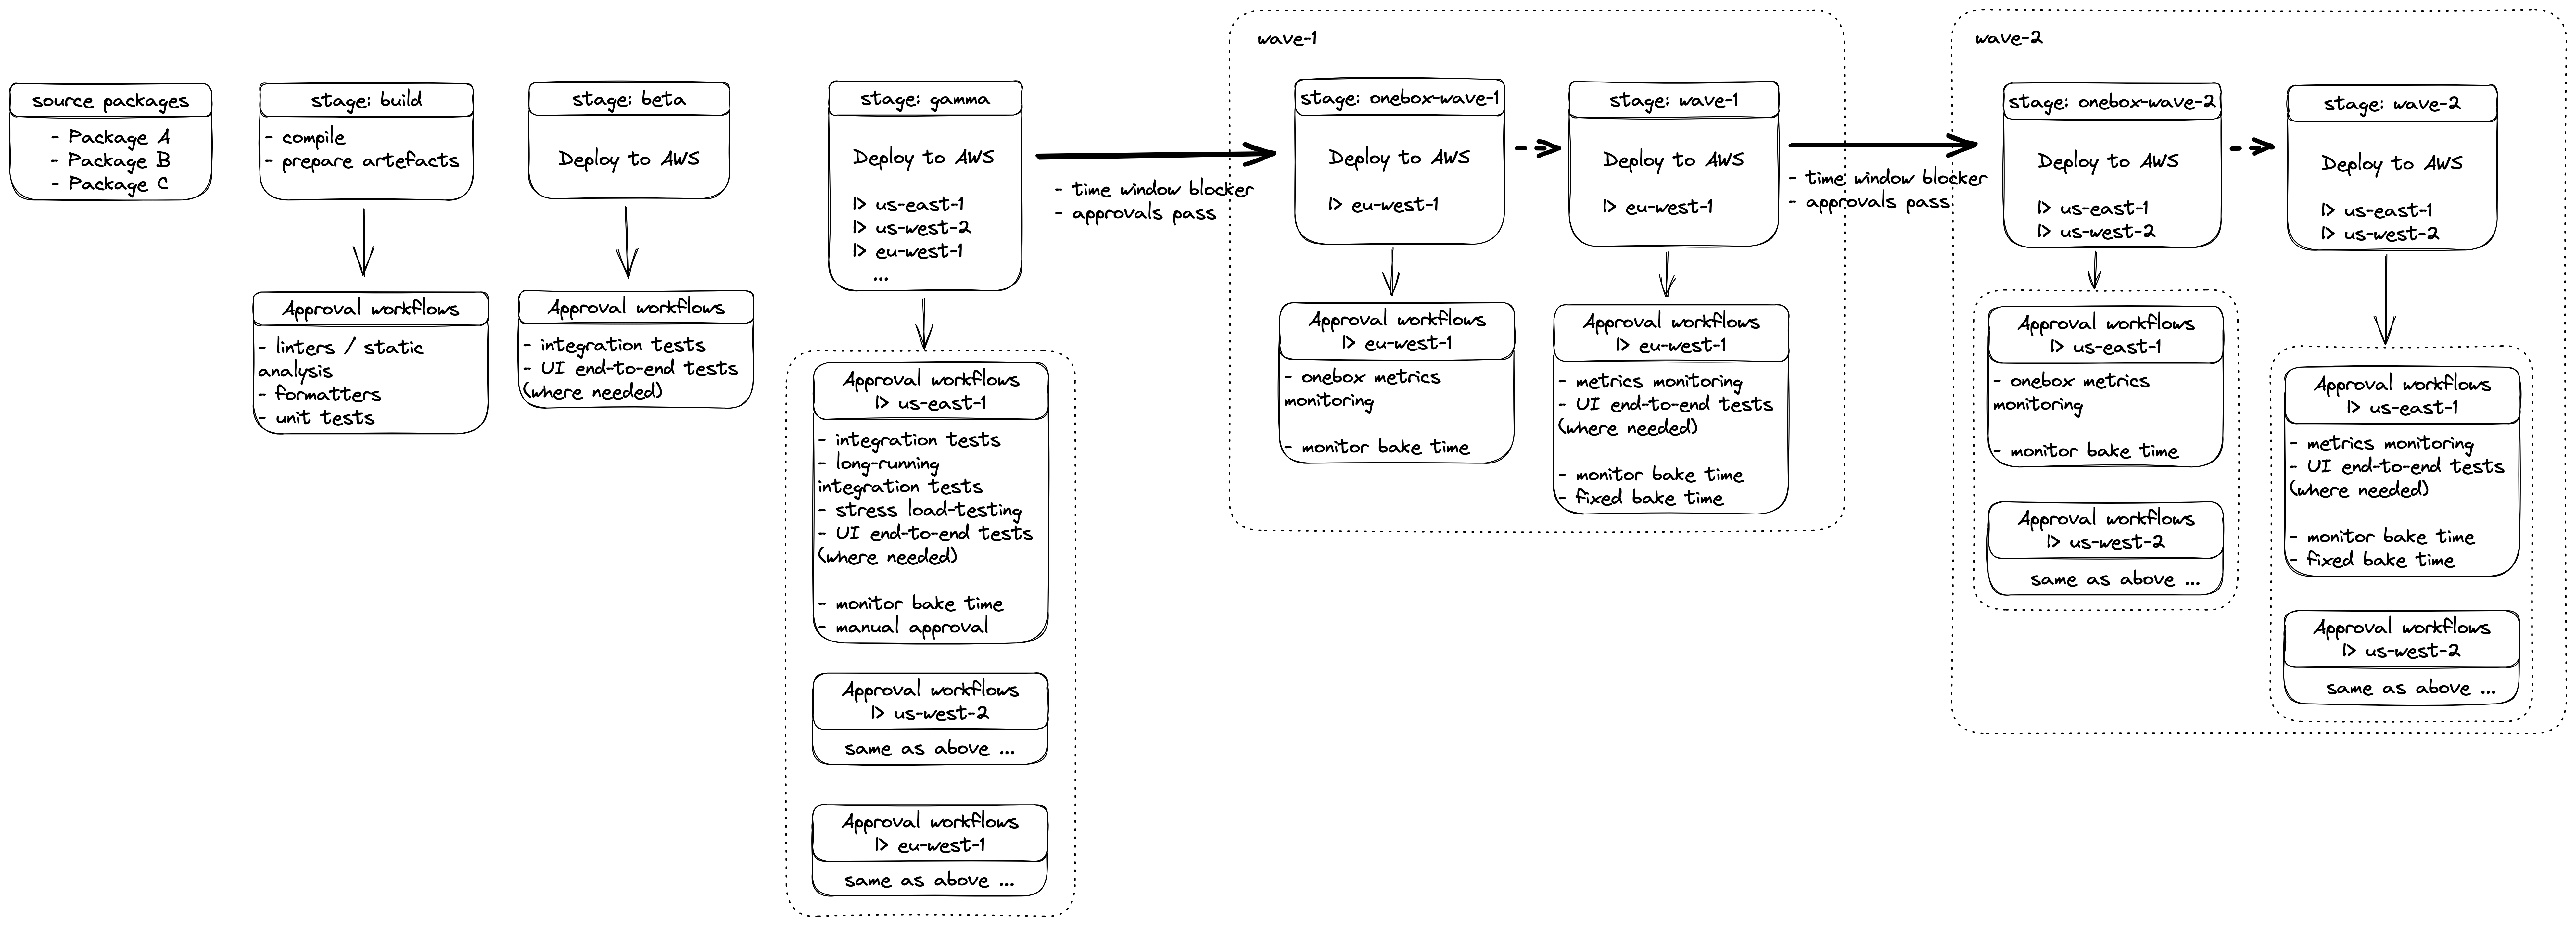 source packages
- Package A
- Package B
- Package C
stage: build
- compile
- prepare artefacts
Approval workflows
- linters / static
analysis
- formatters
- unit tests
stage: beta
Deploy to AWS
Approval workflows
- integration tests
- UI end-to-end tests
(where needed)
stage: gamma
Deploy to AWS
|> us-east-1
|> us-west-2
|> eu-west-1
...
Approval workflows
|> us-east-1
- integration tests
- long-running
integration tests
- stress load-testing
- UI end-to-end tests
(where needed)
- monitor bake time
- manual approval
Approval workflows
|> us-west-2
same as above ...
Approval workflows
|> eu-west-1
same as above ...
- time window blocker
- approvals pass
wave-1
stage: onebox-wave-1
Deploy to AWS
|> eu-west-1
Approval workflows
|> eu-west-1
- onebox metrics
monitoring
- monitor bake time
stage: wave-1
Deploy to AWS
|> eu-west-1
Approval workflows
|> eu-west-1
- metrics monitoring
- UI end-to-end tests
(where needed)
- monitor bake time
- fixed bake time
- time window blocker
- approvals pass
wave-2
stage: onebox-wave-2
Deploy to AWS
|> us-east-1
|> us-west-2
Approval workflows
|> us-east-1
- onebox metrics
monitoring
- monitor bake time
Approval workflows
|> us-west-2
same as above ...
stage: wave-2
Deploy to AWS
|> us-east-1
|> us-west-2
Approval workflows
|> us-east-1
- metrics monitoring
- UI end-to-end tests
(where needed)
- monitor bake time
- fixed bake time
Approval workflows
|> us-west-2
same as above ...